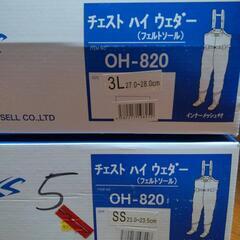 チェスト ハイ ウェダー
(フェルトソール)
OH-820
SIZE
3L 27.0~28.0cm
インナーメッシュ付
SELL CO.,LTD
チェスト ハイ ウェダー
(フェルトソール)
5
OH-820
SIZE
SS 23.0~23.5cm